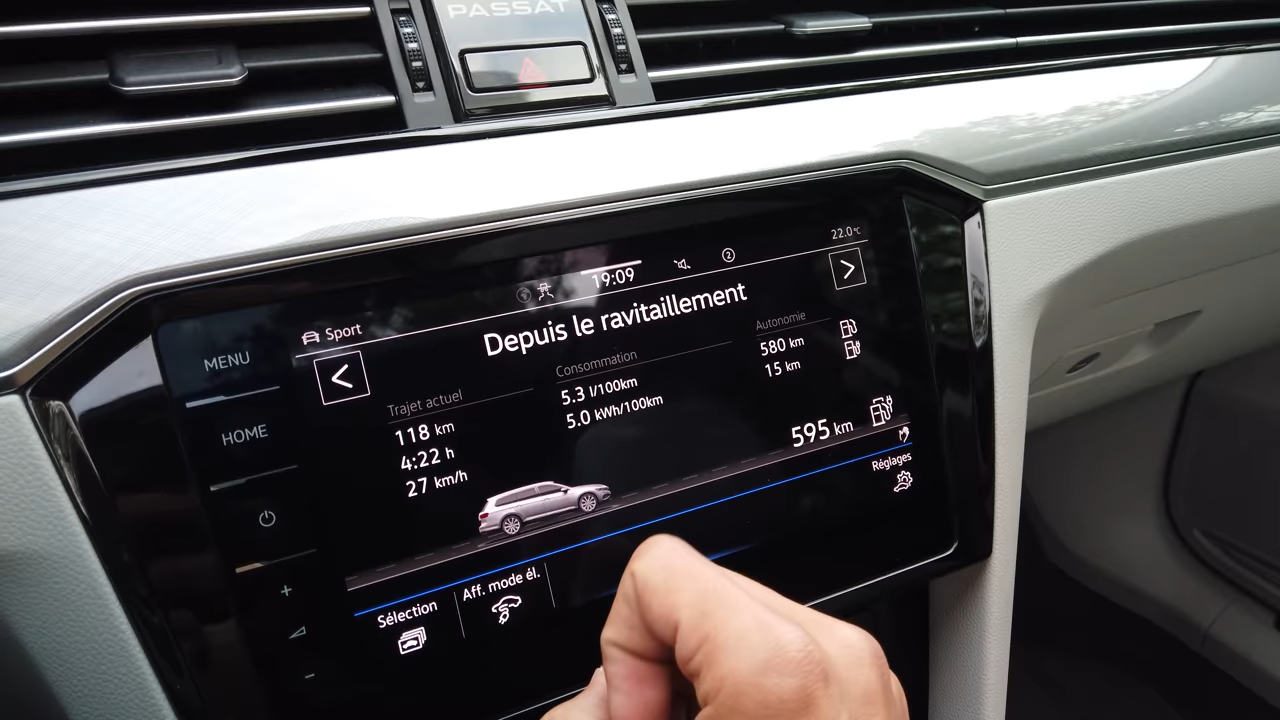 PASSAT
22.0°C
19:09
2
Sport
Depuis le ravitaillement
MENU
HOME
Trajet actuel
118 km
4:22 h
27 km/h
Consommation
5.3 l/100km
5.0 kWh/100km
Autonomie
580 km
15 km
595 km
Réglages
Sélection
Aff. mode él.
+
-